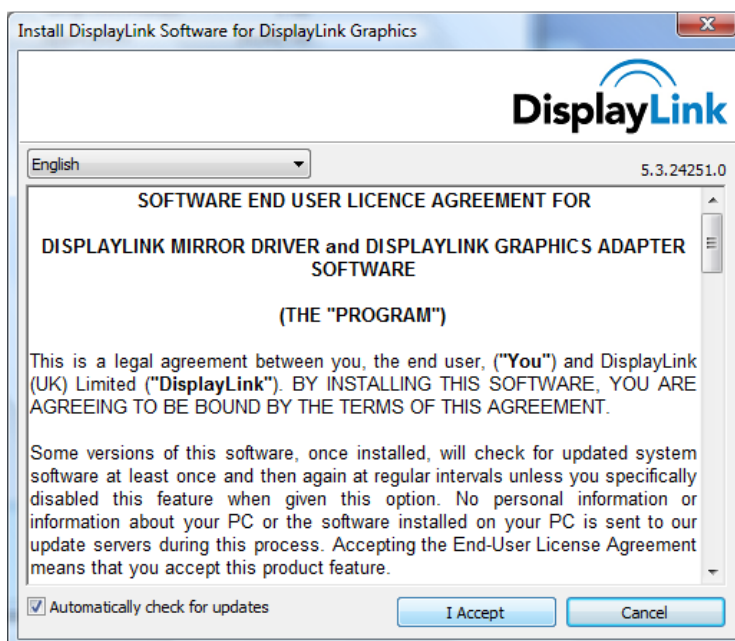 Install DisplayLink Software for DisplayLink Graphics
DisplayLink
English
5.3.24251.0
SOFTWARE END USER LICENCE AGREEMENT FOR
DISPLAYLINK MIRROR DRIVER and DISPLAYLINK GRAPHICS ADAPTER
SOFTWARE
(THE "PROGRAM")
This is a legal agreement between you, the end user, ("You") and DisplayLink
(UK) Limited ("DisplayLink"). BY INSTALLING THIS SOFTWARE, YOU ARE
AGREEING TO BE BOUND BY THE TERMS OF THIS AGREEMENT.
Some versions of this software, once installed, will check for updated system
software at least once and then again at regular intervals unless you specifically
disabled this feature when given this option. No personal information or
information about your PC or the software installed on your PC is sent to our
update servers during this process. Accepting the End-User License Agreement
means that you accept this product feature.
Automatically check for updates
I Accept
Cancel